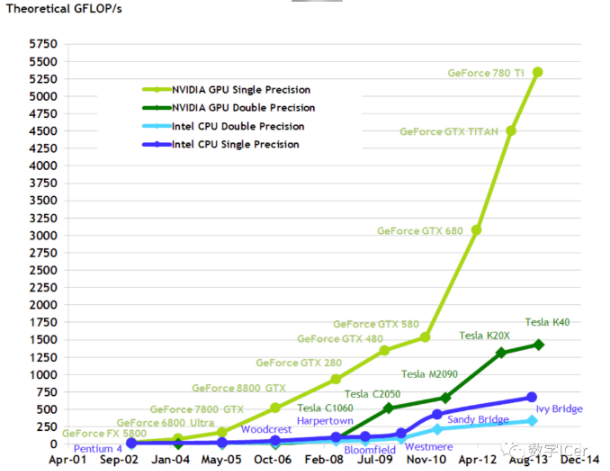 Theoretical GFLOP/s
5750
5500
5250
5000
4750
4500
4250
4000
3750
3500
3250
3000
2750
2500
2250
2000
1750
1500
1250
1000
750
500
250
0
NVIDIA GPU Single Precision
NVIDIA GPU Double Precision
Intel CPU Double Precision
Intel CPU Single Precision
GeForce 780 Ti
GeForce GTX TITAN
GeForce GTX 680
GeForce GTX 580
GeForce GTX 480
GeForce GTX 280
GeForce 8800 GTX
GeForce 7800 GTX
GeForce 6800 Ultra
GeForce FX 5800
Tesla K40
Tesla K20X
Tesla M2090
Tesla C2050
Tesla C1060
Pentium 4
Woodcrest
Harpertown
Bloomfield
Westmere
Sandy Bridge
Ivy Bridge
Apr-01 Sep-02 Jan-04 May-05 Oct-06 Feb-08 Jul-09 Nov-10 Apr-12 Aug-13 Dec-14
数字ICer